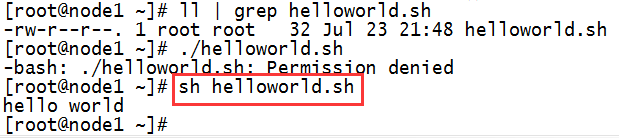 [root@node1 ~]# ll | grep helloworld.sh
-rw-r--r--. 1 root root   32 Jul 23 21:48 helloworld.sh
[root@node1 ~]# ./helloworld.sh
-bash: ./helloworld.sh: Permission denied
[root@node1 ~]# sh helloworld.sh
hello world
[root@node1 ~]#